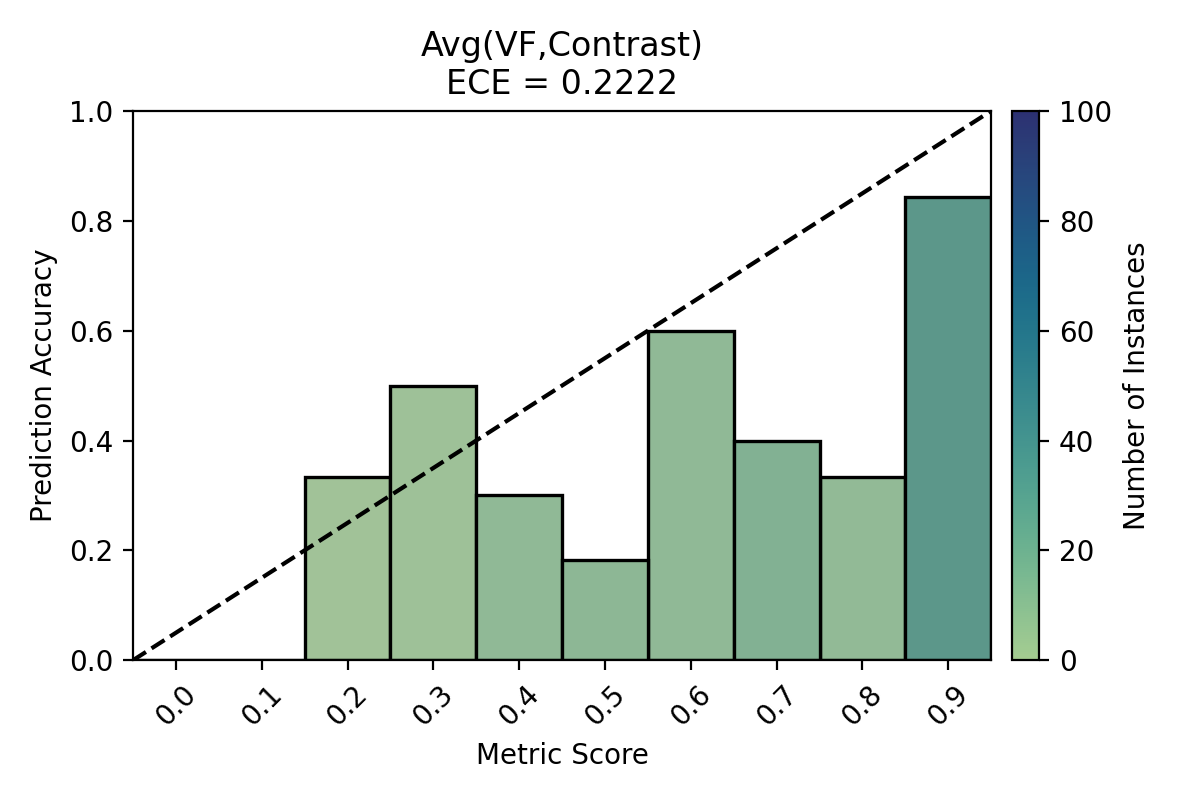 Avg(VF,Contrast)
ECE = 0.2222
Prediction Accuracy
1.0
0.8
0.6
0.4
0.2
0.0
0.0 0.1 0.2 0.3 0.4 0.5 0.6 0.7 0.8 0.9
Metric Score
100
80
60
40
20
0
Number of Instances